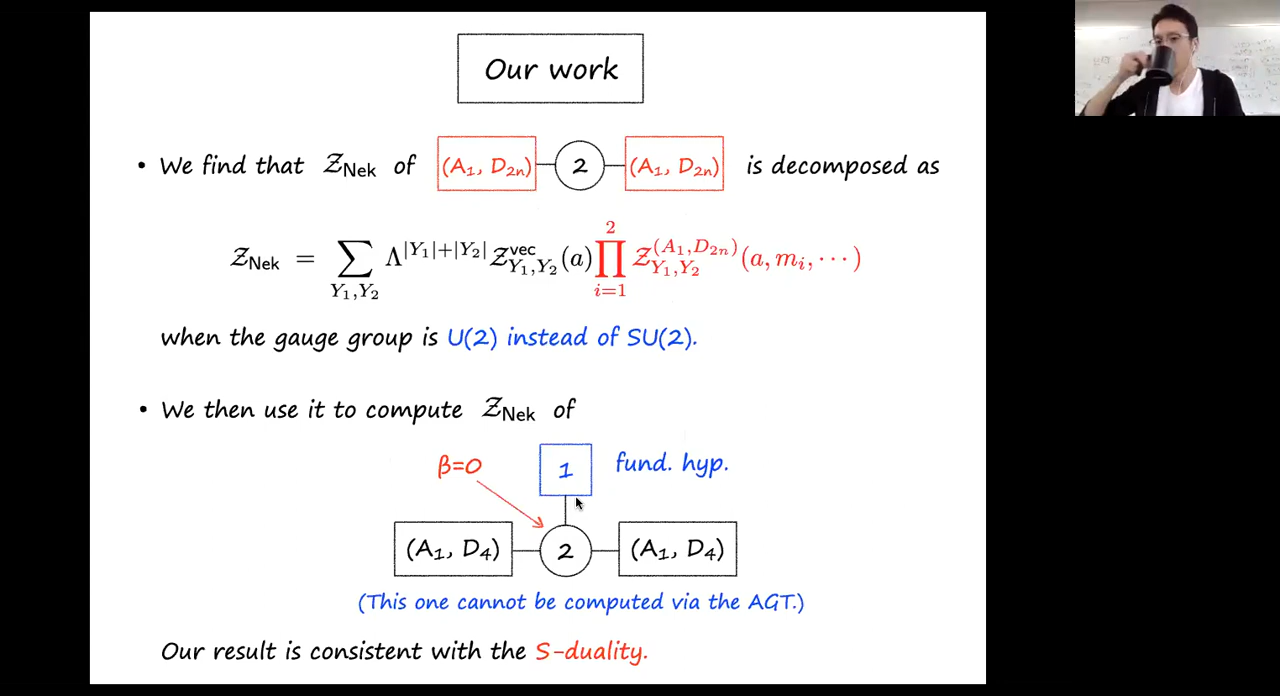 Our work
• We find that 𝒵_Nek of (A₁, D₂ₙ) 2 (A₁, D₂ₙ) is decomposed as
𝒵_Nek = ∑_{Y₁,Y₂} Λ^{|Y₁|+|Y₂|} 𝒵^{vec}_{Y₁,Y₂}(a) ∏_{i=1}^{2} 𝒵^{(A₁,D₂ₙ)}_{Y₁,Y₂}(a, mᵢ, ⋯)
when the gauge group is U(2) instead of SU(2).
• We then use it to compute 𝒵_Nek of
β=0 1 fund. hyp.
(A₁, D₄) 2 (A₁, D₄)
(This one cannot be computed via the AGT.)
Our result is consistent with the S-duality.